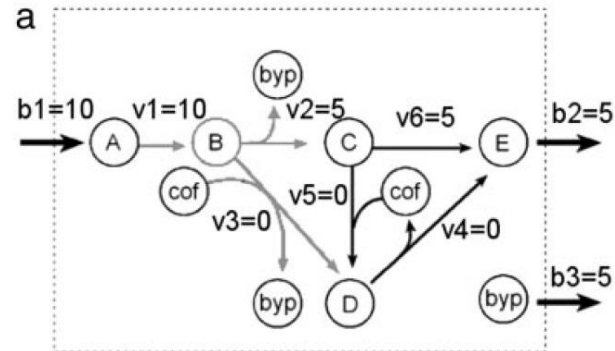 a
byp
b1=10
v1=10
v2=5
v6=5
b2=5
A
B
C
E
cof
v5=0
cof
v3=0
v4=0
b3=5
byp
D
byp